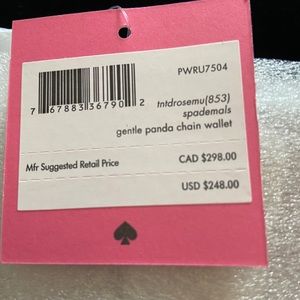 PWRU7504
7 67883 36790 2
tntdrosemu(853)
spademals
gentle panda chain wallet
Mfr Suggested Retail Price
CAD $298.00
USD $248.00